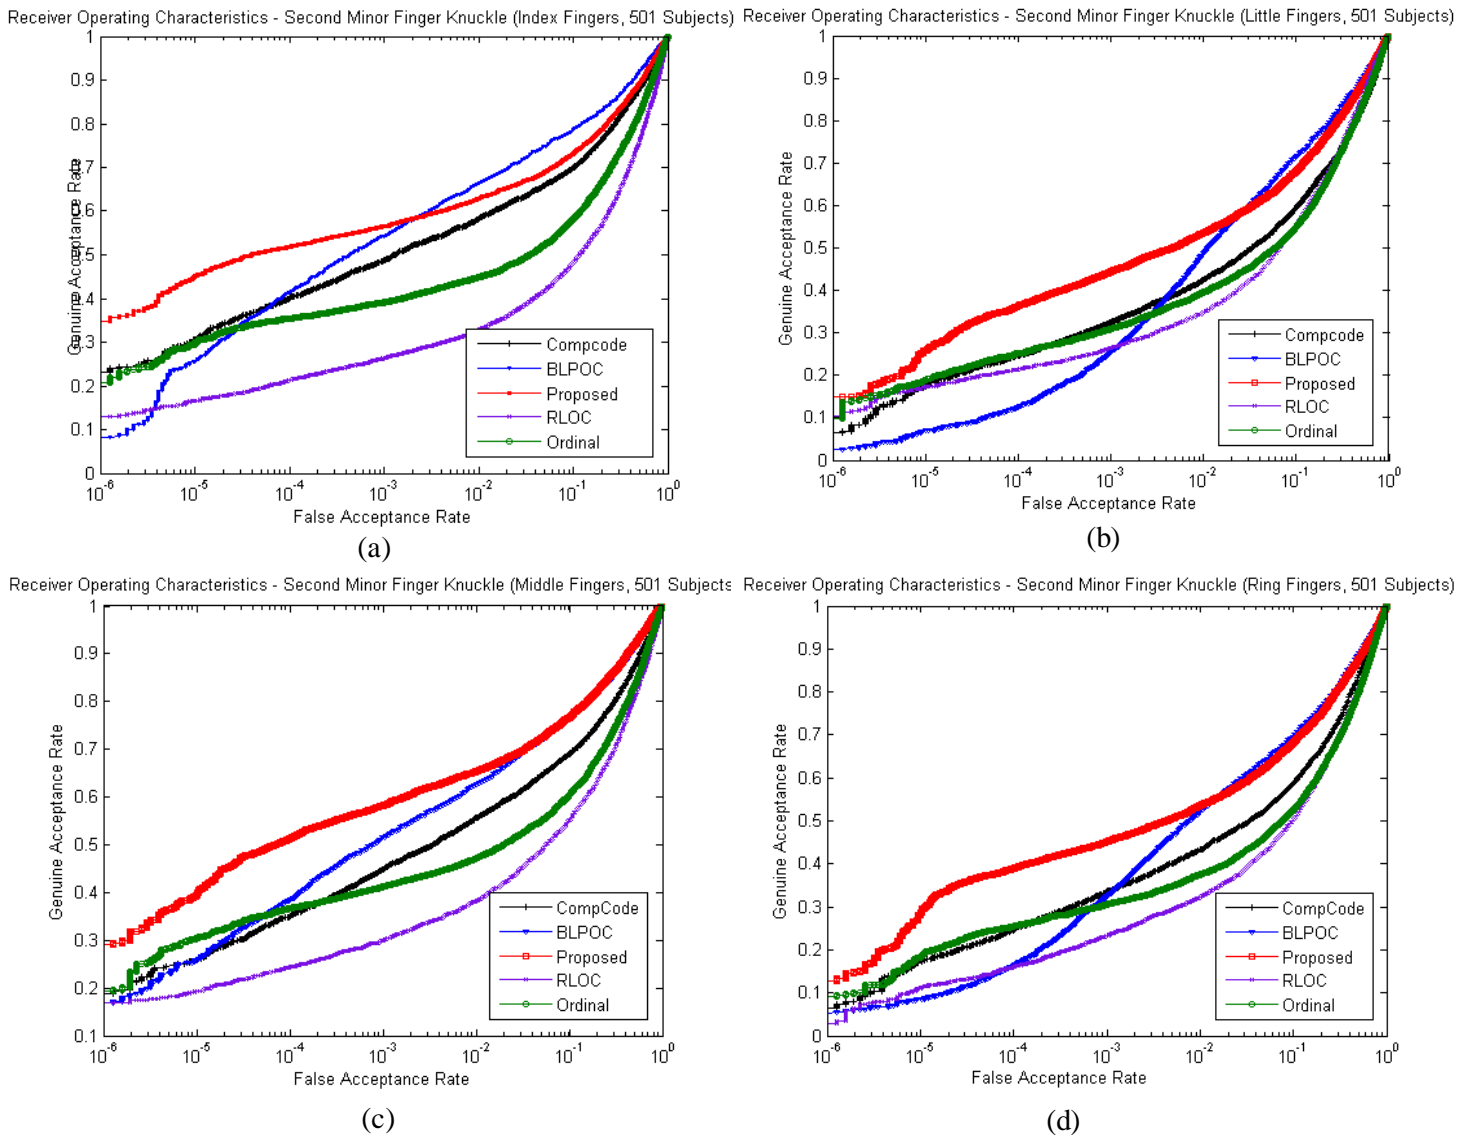 Receiver Operating Characteristics - Second Minor Finger Knuckle (Index Fingers, 501 Subjects)
Genuine Acceptance Rate
1
0.9
0.8
0.7
0.6
0.5
0.4
0.3
0.2
0.1
0
Compcode
BLPOC
Proposed
RLOC
Ordinal
10^-6
10^-5
10^-4
10^-3
10^-2
10^-1
10^0
False Acceptance Rate
(a)
Receiver Operating Characteristics - Second Minor Finger Knuckle (Little Fingers, 501 Subjects)
Genuine Acceptance Rate
1
0.9
0.8
0.7
0.6
0.5
0.4
0.3
0.2
0.1
0
Compcode
BLPOC
Proposed
RLOC
Ordinal
10^-6
10^-5
10^-4
10^-3
10^-2
10^-1
10^0
False Acceptance Rate
(b)
Receiver Operating Characteristics - Second Minor Finger Knuckle (Middle Fingers, 501 Subjects)
Genuine Acceptance Rate
1
0.9
0.8
0.7
0.6
0.5
0.4
0.3
0.2
0.1
CompCode
BLPOC
Proposed
RLOC
Ordinal
10^-6
10^-5
10^-4
10^-3
10^-2
10^-1
10^0
False Acceptance Rate
(c)
Receiver Operating Characteristics - Second Minor Finger Knuckle (Ring Fingers, 501 Subjects)
Genuine Acceptance Rate
1
0.9
0.8
0.7
0.6
0.5
0.4
0.3
0.2
0.1
0
CompCode
BLPOC
Proposed
RLOC
Ordinal
10^-6
10^-5
10^-4
10^-3
10^-2
10^-1
10^0
False Acceptance Rate
(d)